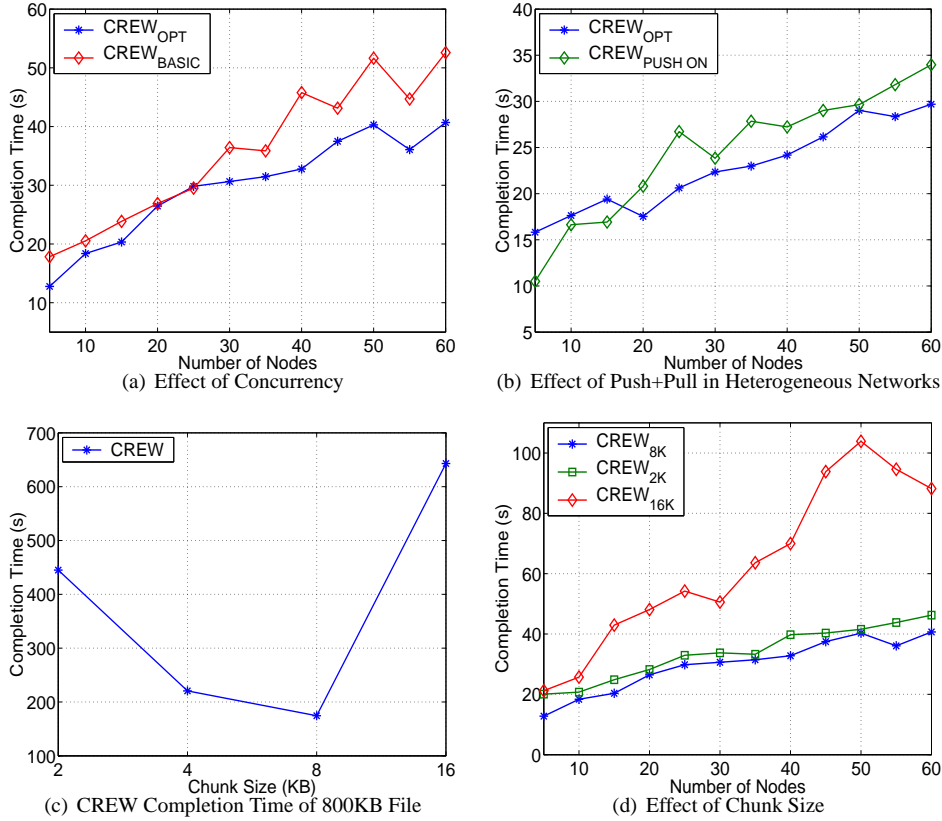 60
50
40
30
20
10
Completion Time (s)
CREW_OPT
CREW_BASIC
10 20 30 40 50 60
Number of Nodes
(a) Effect of Concurrency
40
35
30
25
20
15
10
5
Completion Time (s)
CREW_OPT
CREW_PUSH ON
10 20 30 40 50 60
Number of Nodes
(b) Effect of Push+Pull in Heterogeneous Networks
700
600
500
400
300
200
100
Completion Time (s)
CREW
2 4 8 16
Chunk Size (KB)
(c) CREW Completion Time of 800KB File
100
80
60
40
20
0
Completion Time (s)
CREW_8K
CREW_2K
CREW_16K
10 20 30 40 50 60
Number of Nodes
(d) Effect of Chunk Size